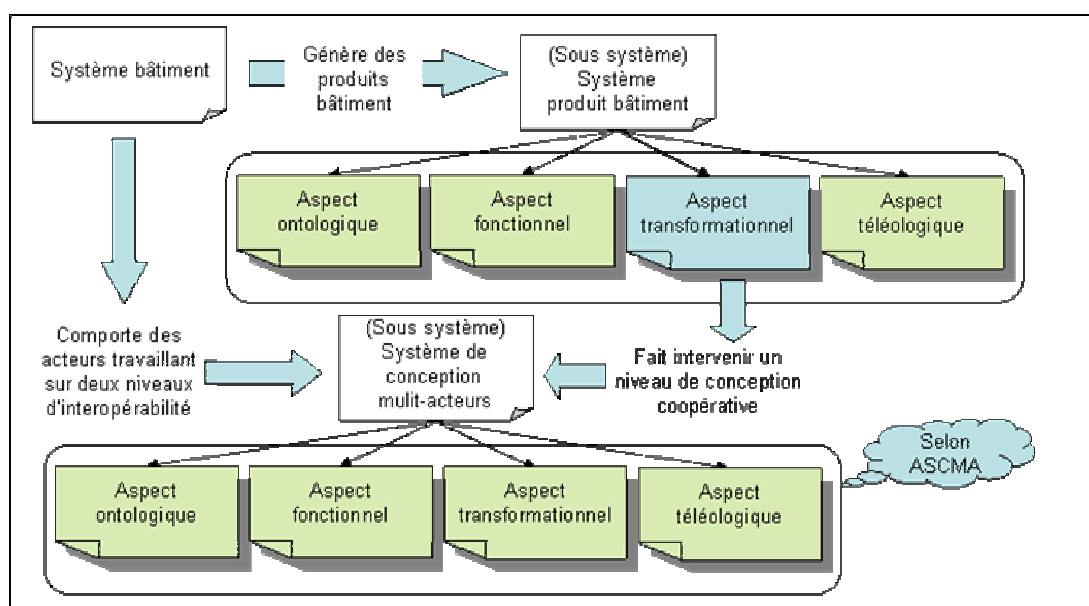 Système bâtiment
Génère des
produits
bâtiment
(Sous système)
Système
produit bâtiment
Aspect
ontologique
Aspect
fonctionnel
Aspect
transformationnel
Aspect
téléologique
Comporte des
acteurs travaillant
sur deux niveaux
d'interopérabilité
(Sous système)
Système de
conception
mulit-acteurs
Fait intervenir un
niveau de conception
coopérative
Selon
ASCMA
Aspect
ontologique
Aspect
fonctionnel
Aspect
transformationnel
Aspect
téléologique